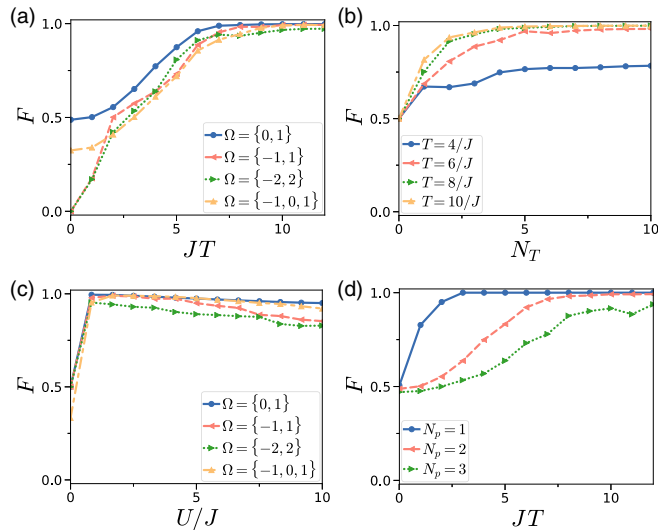 (a)
1.0
0.5
0.0
F
0
5
10
JT
Ω = {0, 1}
Ω = {−1, 1}
Ω = {−2, 2}
Ω = {−1, 0, 1}
(b)
1.0
0.5
0.0
F
0
5
10
N_T
T = 4/J
T = 6/J
T = 8/J
T = 10/J
(c)
1.0
0.5
0.0
F
0
5
10
U/J
Ω = {0, 1}
Ω = {−1, 1}
Ω = {−2, 2}
Ω = {−1, 0, 1}
(d)
1.0
0.5
0.0
F
0
5
10
JT
N_p = 1
N_p = 2
N_p = 3